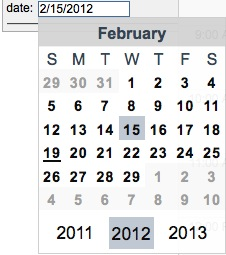 date: 2/15/2012
February
S M T W T F S
29 30 31 1 2 3 4
5 6 7 8 9 10 11
12 13 14 15 16 17 18
19 20 21 22 23 24 25
26 27 28 29 1 2 3
4 5 6 7 8 9 10
2011 2012 2013